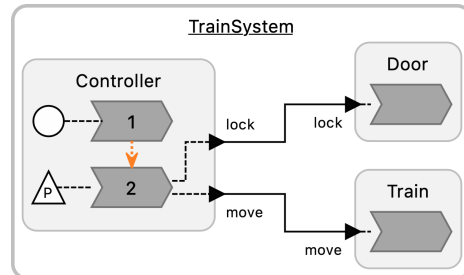 TrainSystem
Controller
Door
1
lock
lock
2
P
Train
move
move